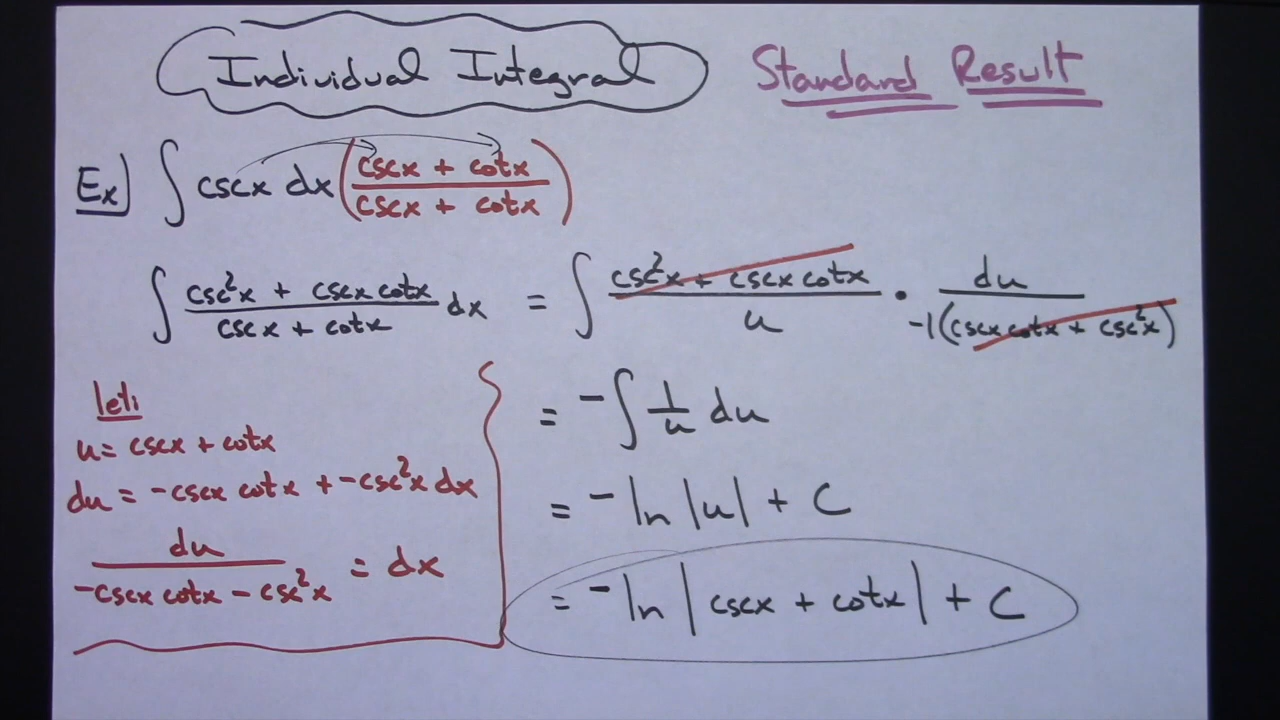 Individual Integral
Standard Result
Ex) ∫ cscx dx (cscx + cotx / cscx + cotx)
∫ csc²x + cscx cotx / cscx + cotx dx = ∫ csc²x + cscx cotx / u · du / -1(cscx cotx + csc²x)
let:
u = cscx + cotx
du = -cscx cotx + -csc²x dx
du / -cscx cotx - csc²x = dx
= -∫ 1/u du
= -ln |u| + C
= -ln | cscx + cotx | + C